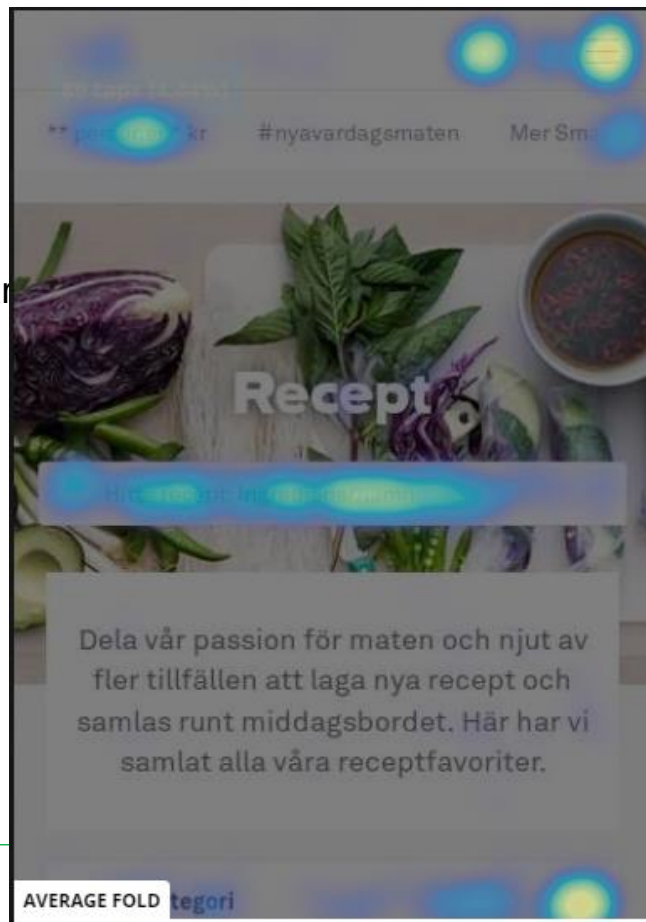 ** kr #nyavardagsmaten Mer
Recept
Dela vår passion för maten och njut av
fler tillfällen att laga nya recept och
samlas runt middagsbordet. Här har vi
samlat alla våra receptfavoriter.
AVERAGE FOLD tegori